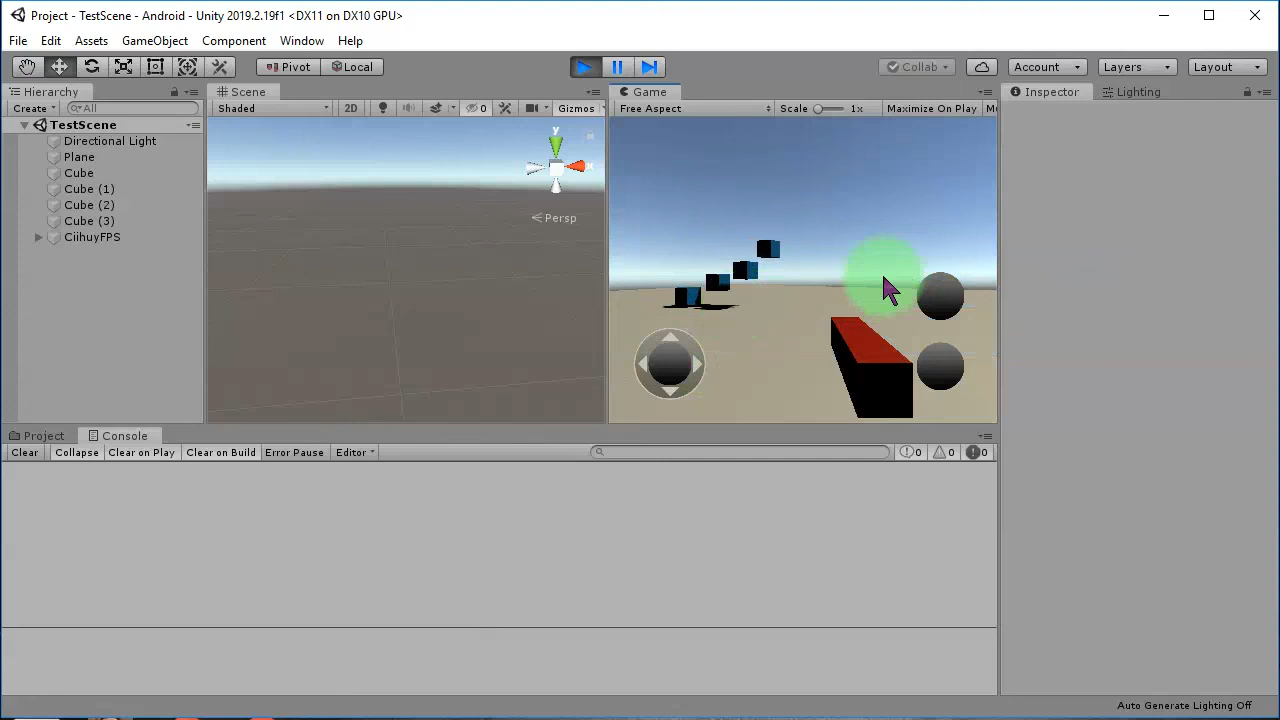 Project - TestScene - Android - Unity 2019.2.19f1 <DX11 on DX10 GPU>
File Edit Assets GameObject Component Window Help
Pivot Local Collab Account Layers Layout
Hierarchy Scene Game Inspector Lighting
Create All Shaded 2D 0 Gizmos Free Aspect Scale 1x Maximize On Play M
TestScene
Directional Light
Plane
Cube
Cube (1)
Cube (2)
Cube (3)
CiihuyFPS
y
x
Persp
Project Console
Clear Collapse Clear on Play Clear on Build Error Pause Editor 0 0 0
Auto Generate Lighting Off